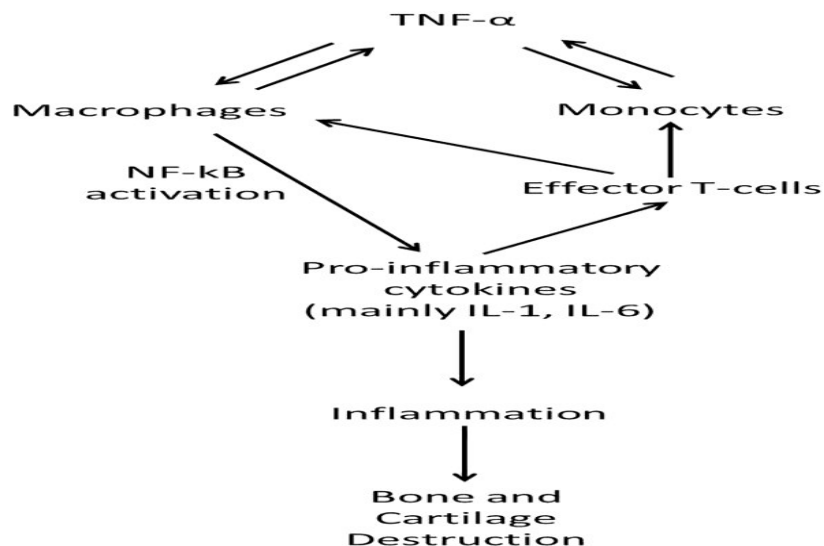 TNF-α
Macrophages
Monocytes
NF-kB
activation
Effector T-cells
Pro-inflammatory
cytokines
(mainly IL-1, IL-6)
Inflammation
Bone and
Cartilage
Destruction